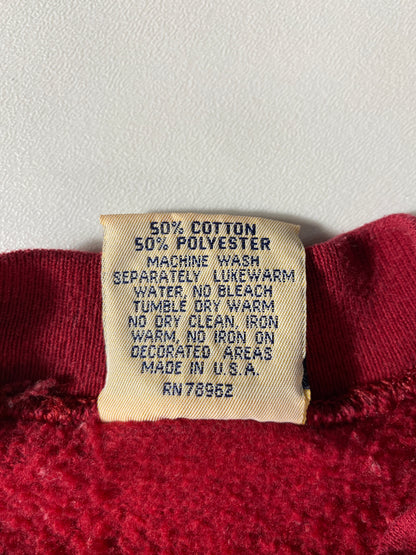 50% COTTON
50% POLYESTER
MACHINE WASH
SEPARATELY LUKEWARM
WATER, NO BLEACH
TUMBLE DRY WARM
NO DRY CLEAN, IRON
WARM, NO IRON ON
DECORATED AREAS
MADE IN U.S.A.
RN 78962